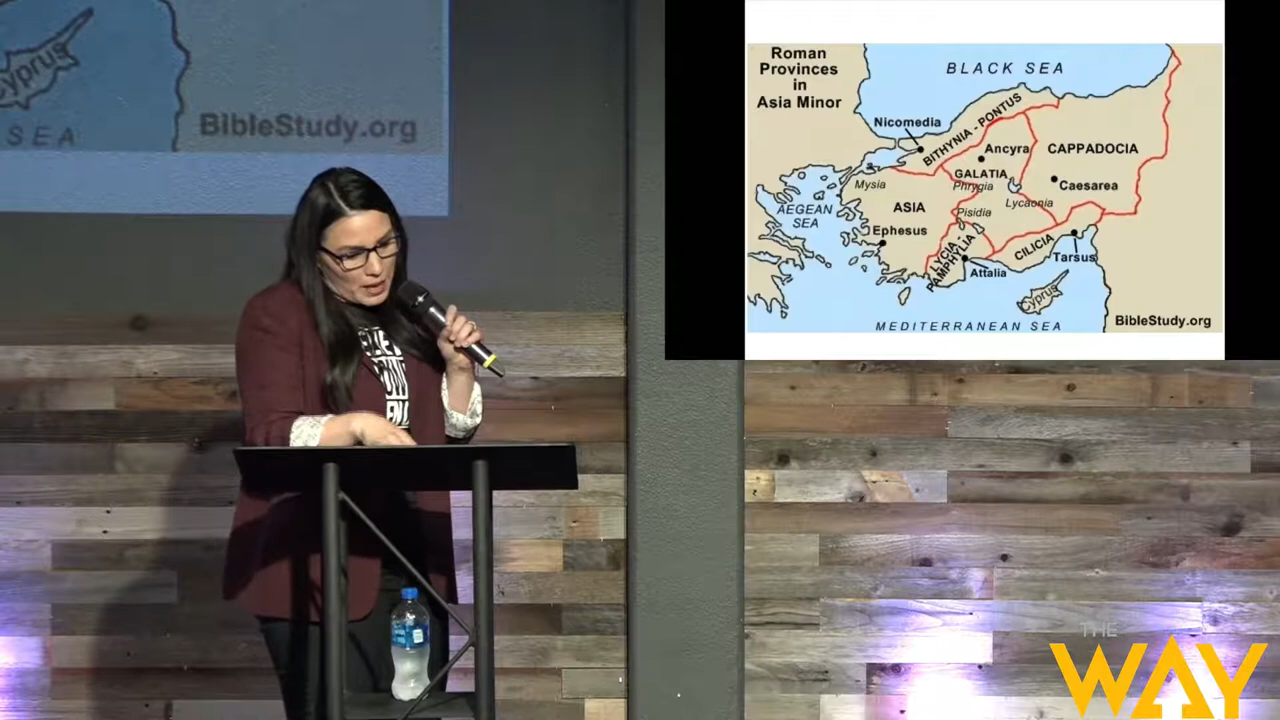 Cyprus
SEA
BibleStudy.org
Roman
Provinces
in
Asia Minor
BLACK SEA
Nicomedia
BITHYNIA - PONTUS
Ancyra
CAPPADOCIA
GALATIA
Mysia
Phrygia
Caesarea
Lycaonia
AEGEAN
SEA
ASIA
Pisidia
Ephesus
LYCIA -
PAMPHYLIA
CILICIA
Tarsus
Attalia
Cyprus
BibleStudy.org
MEDITERRANEAN SEA
THE
WAY